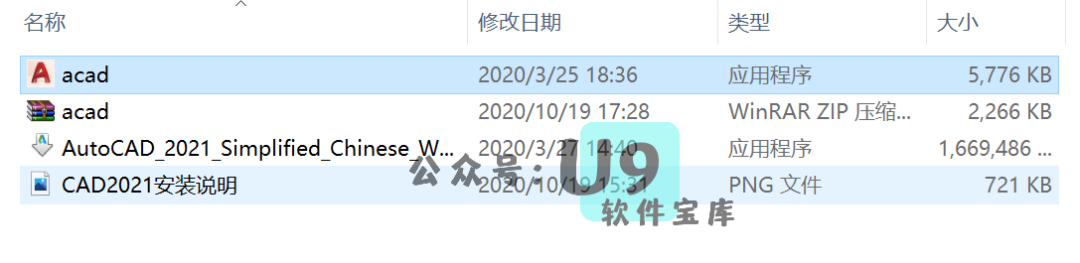 名称 修改日期 类型 大小
acad 2020/3/25 18:36 应用程序 5,776 KB
acad 2020/10/19 17:28 WinRAR ZIP 压缩... 2,266 KB
AutoCAD_2021_Simplified_Chinese_W... 2020/3/27 14:40 应用程序 1,669,486 ...
CAD2021安装说明 2020/10/19 15:31 PNG 文件 721 KB
公众号: U9
软件宝库